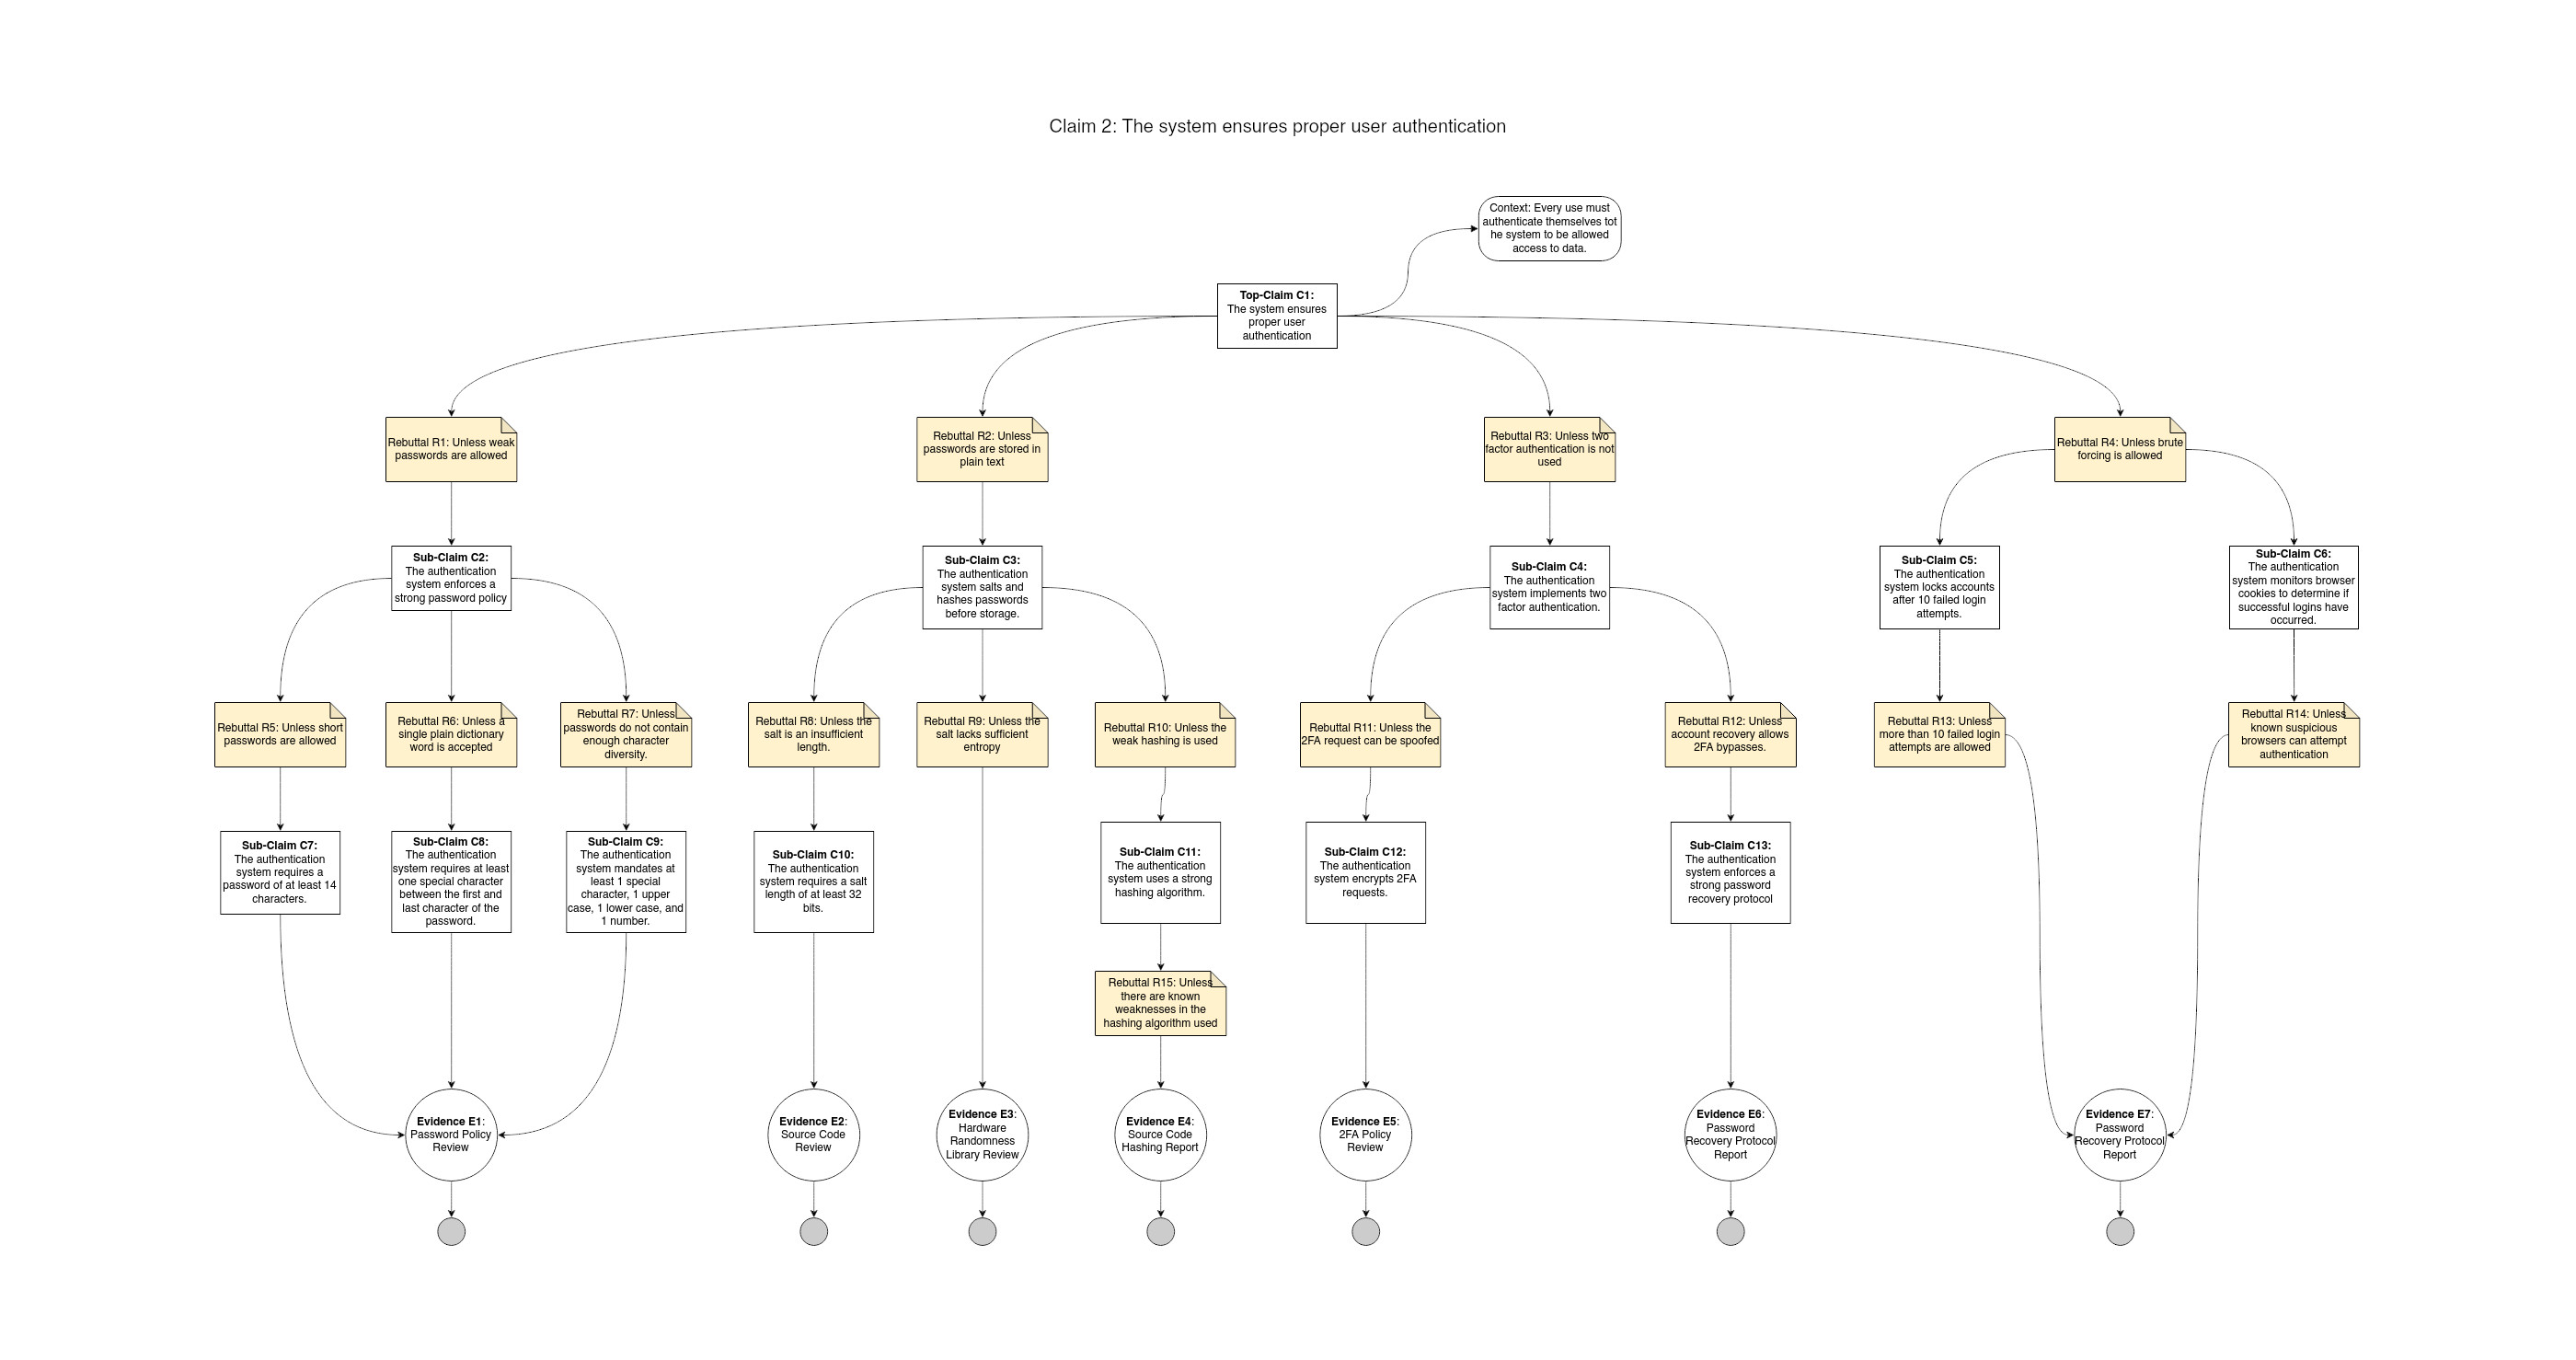 Claim 2: The system ensures proper user authentication
Context: Every use must
authenticate themselves tot
he system to be allowed
access to data.
Top-Claim C1:
The system ensures
proper user
authentication
Rebuttal R1: Unless weak
passwords are allowed
Rebuttal R2: Unless
passwords are stored in
plain text
Rebuttal R3: Unless two
factor authentication is not
used
Rebuttal R4: Unless brute
forcing is allowed
Sub-Claim C2:
The authentication
system enforces a
strong password policy
Sub-Claim C3:
The authentication
system salts and
hashes passwords
before storage.
Sub-Claim C4:
The authentication
system implements two
factor authentication.
Sub-Claim C5:
The authentication
system locks accounts
after 10 failed login
attempts.
Sub-Claim C6:
The authentication
system monitors browser
cookies to determine if
successful logins have
occurred.
Rebuttal R5: Unless short
passwords are allowed
Rebuttal R6: Unless a
single plain dictionary
word is accepted
Rebuttal R7: Unless
passwords do not contain
enough character
diversity.
Rebuttal R8: Unless the
salt is an insufficient
length.
Rebuttal R9: Unless the
salt lacks sufficient
entropy
Rebuttal R10: Unless the
weak hashing is used
Rebuttal R11: Unless the
2FA request can be spoofed
Rebuttal R12: Unless
account recovery allows
2FA bypasses.
Rebuttal R13: Unless
more than 10 failed login
attempts are allowed
Rebuttal R14: Unless
known suspicious
browsers can attempt
authentication
Sub-Claim C7:
The authentication
system requires a
password of at least 14
characters.
Sub-Claim C8:
The authentication
system requires at least
one special character
between the first and
last character of the
password.
Sub-Claim C9:
The authentication
system mandates at
least 1 special
character, 1 upper
case, 1 lower case, and
1 number.
Sub-Claim C10:
The authentication
system requires a salt
length of at least 32
bits.
Sub-Claim C11:
The authentication
system uses a strong
hashing algorithm.
Sub-Claim C12:
The authentication
system encrypts 2FA
requests.
Sub-Claim C13:
The authentication
system enforces a
strong password
recovery protocol
Rebuttal R15: Unless
there are known
weaknesses in the
hashing algorithm used
Evidence E1:
Password Policy
Review
Evidence E2:
Source Code
Review
Evidence E3:
Hardware
Randomness
Library Review
Evidence E4:
Source Code
Hashing Report
Evidence E5:
2FA Policy
Review
Evidence E6:
Password
Recovery Protocol
Report
Evidence E7:
Password
Recovery Protocol
Report